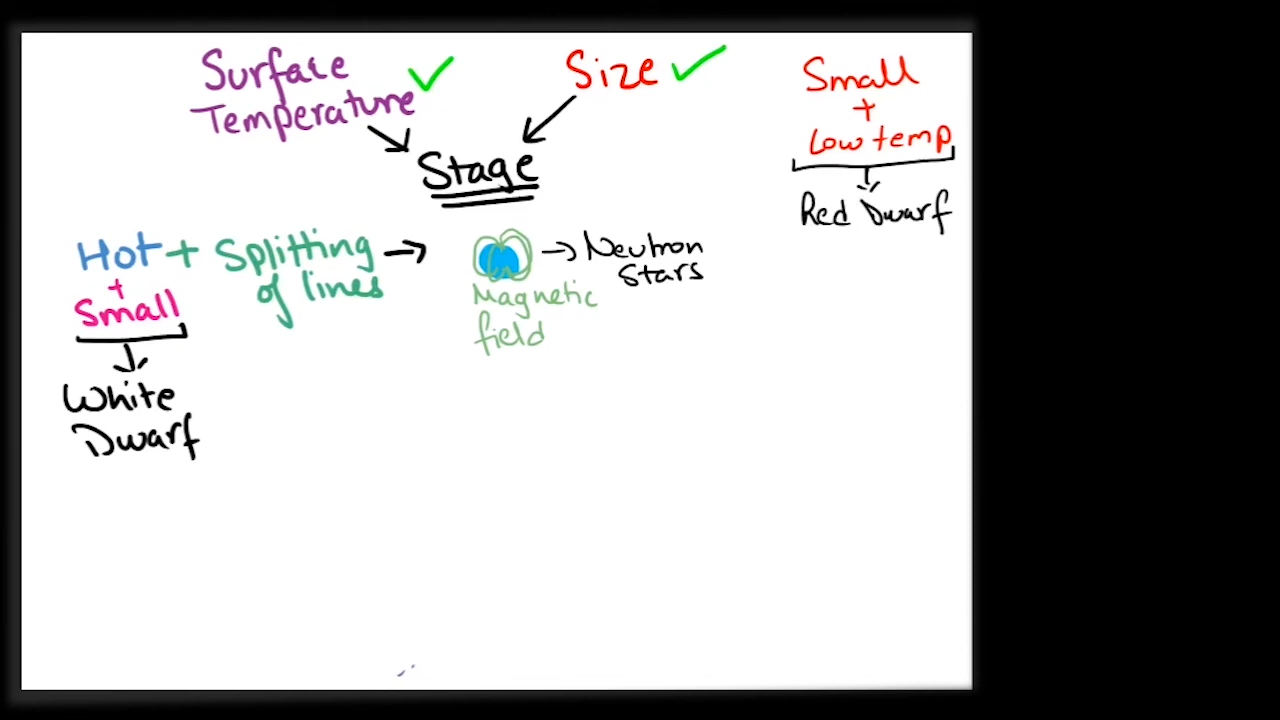 Surface
Temperature
Size
Stage
Small
+
Low temp
Red Dwarf
Hot + Splitting
of lines
+
Small
White
Dwarf
Magnetic
field
Neutron
Stars